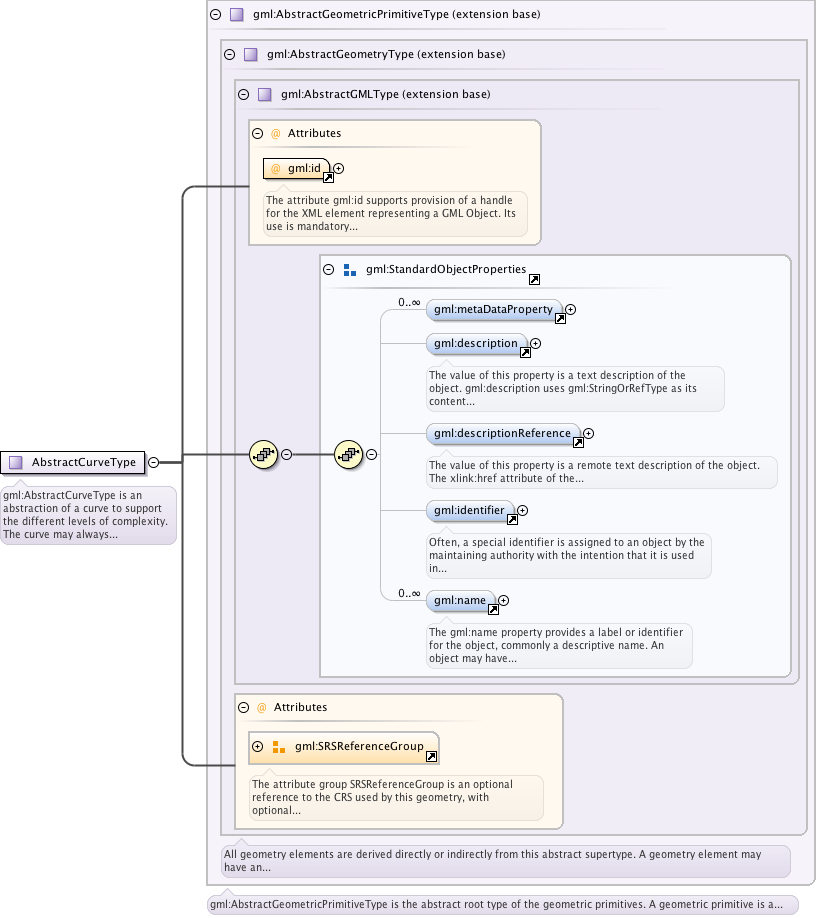 gml:AbstractGeometricPrimitiveType (extension base)
gml:AbstractGeometryType (extension base)
gml:AbstractGMLType (extension base)
@ Attributes
@ gml:id
The attribute gml:id supports provision of a handle
for the XML element representing a GML Object. Its
use is mandatory...
gml:StandardObjectProperties
0..∞
gml:metaDataProperty
gml:description
The value of this property is a text description of the
object. gml:description uses gml:StringOrRefType as its
content...
gml:descriptionReference
The value of this property is a remote text description of the object.
The xlink:href attribute of the...
gml:identifier
Often, a special identifier is assigned to an object by the
maintaining authority with the intention that it is used
in...
0..∞
gml:name
The gml:name property provides a label or identifier
for the object, commonly a descriptive name. An
object may have...
AbstractCurveType
gml:AbstractCurveType is an
abstraction of a curve to support
the different levels of complexity.
The curve may always...
@ Attributes
gml:SRSReferenceGroup
The attribute group SRSReferenceGroup is an optional
reference to the CRS used by this geometry, with
optional...
All geometry elements are derived directly or indirectly from this abstract supertype. A geometry element may
have an...
gml:AbstractGeometricPrimitiveType is the abstract root type of the geometric primitives. A geometric primitive is a...